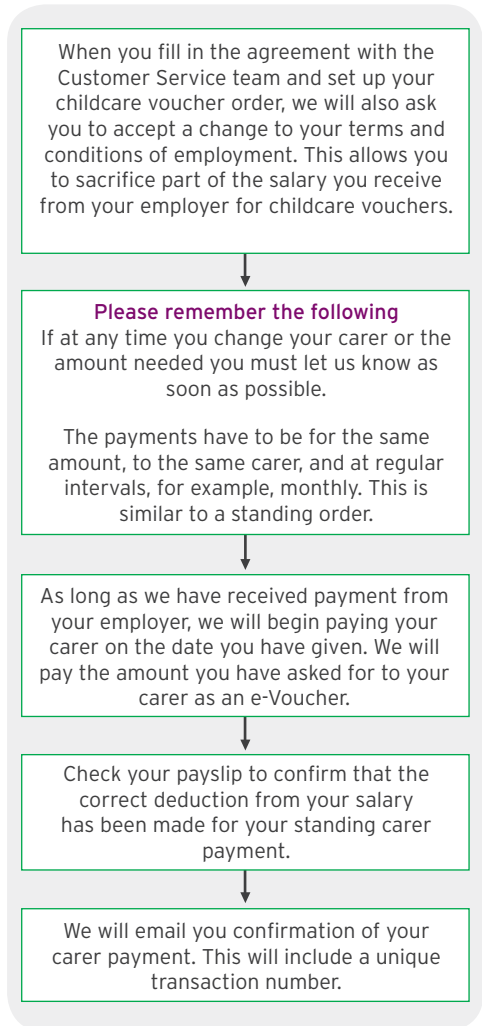 When you fill in the agreement with the
Customer Service team and set up your
childcare voucher order, we will also ask
you to accept a change to your terms and
conditions of employment. This allows you
to sacrifice part of the salary you receive
from your employer for childcare vouchers.
Please remember the following
If at any time you change your carer or the
amount needed you must let us know as
soon as possible.
The payments have to be for the same
amount, to the same carer, and at regular
intervals, for example, monthly. This is
similar to a standing order.
As long as we have received payment from
your employer, we will begin paying your
carer on the date you have given. We will
pay the amount you have asked for to your
carer as an e-Voucher.
Check your payslip to confirm that the
correct deduction from your salary
has been made for your standing carer
payment.
We will email you confirmation of your
carer payment. This will include a unique
transaction number.